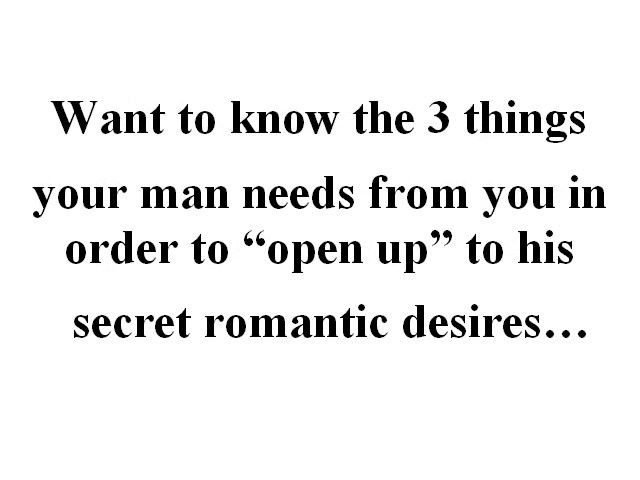 Want to know the 3 things
your man needs from you in
order to “open up” to his
secret romantic desires…